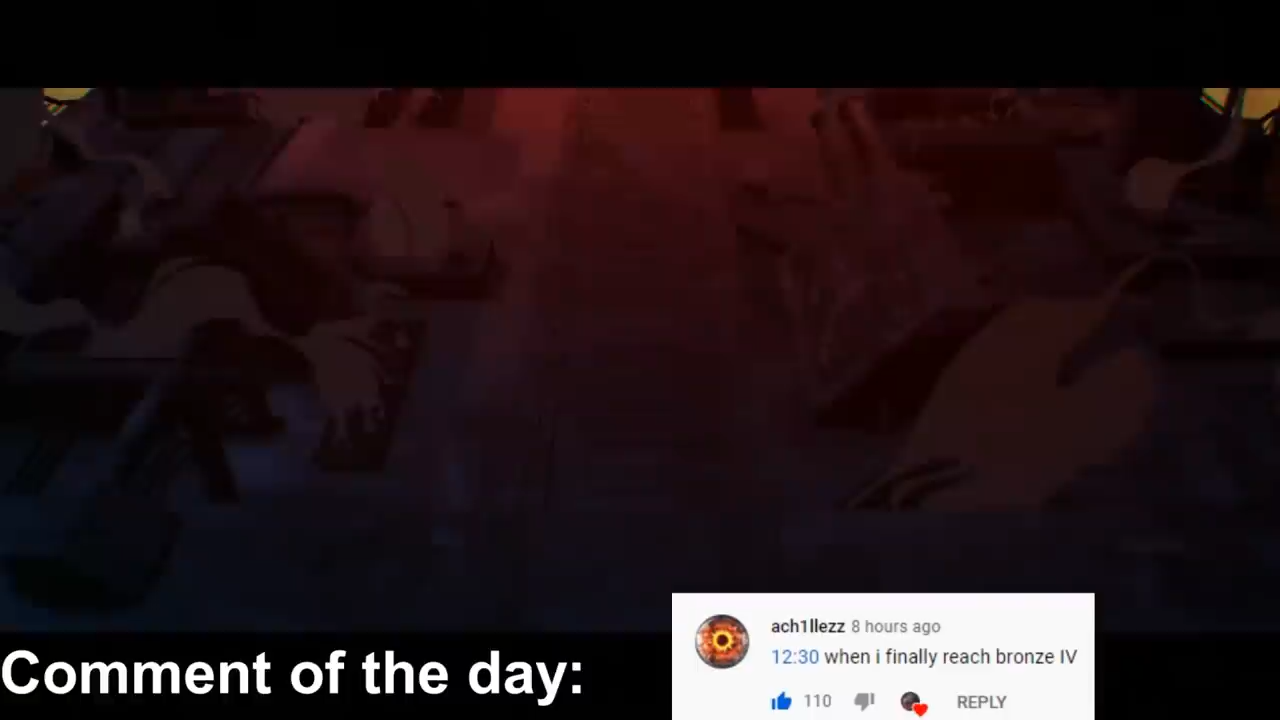 Comment of the day:
ach1llezz 8 hours ago
12:30 when i finally reach bronze IV
110 REPLY